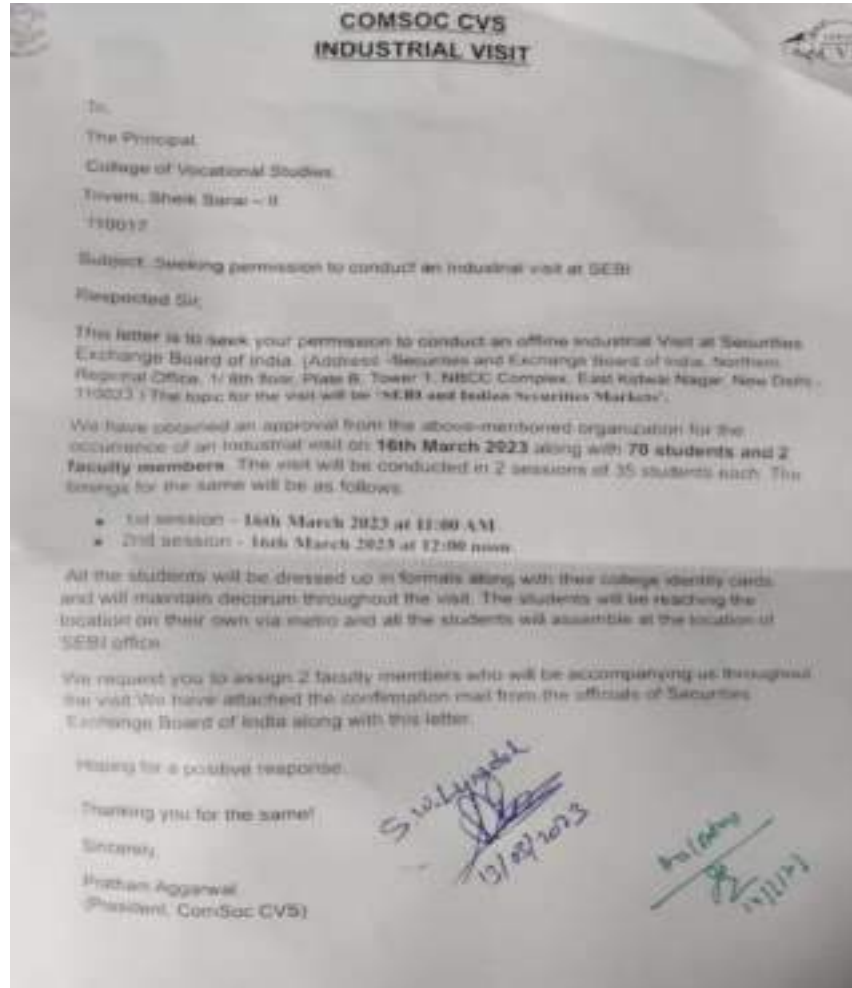 COMSOC CVS
INDUSTRIAL VISIT
CVS
To,
The Principal
College of Vocational Studies
Triveni, Sheik Sarai – II
110017
Subject: Seeking permission to conduct an industrial visit at SEBI
Respected Sir,
This letter is to seek your permission to conduct an offline Industrial Visit at Securities
Exchange Board of India. (Address -Securities and Exchange Board of India, Northern
Regional Office, 1/ 8th floor, Plate B, Tower 1, NBCC Complex, East Kidwai Nagar, New Delhi -
110023 ) The topic for the visit will be 'SEBI and Indian Securities Markets'.
We have obtained an approval from the above-mentioned organization for the
occurrence of an Industrial visit on 16th March 2023 along with 70 students and 2
faculty members. The visit will be conducted in 2 sessions of 35 students each. The
timings for the same will be as follows:
• 1st session - 16th March 2023 at 11:00 AM
• 2nd session - 16th March 2023 at 12:00 noon.
All the students will be dressed up in formals along with their college identity cards
and will maintain decorum throughout the visit. The students will be reaching the
location on their own via metro and all the students will assemble at the location of
SEBI office.
We request you to assign 2 faculty members who will be accompanying us throughout
the visit.We have attached the confirmation mail from the officials of Securities
Exchange Board of India along with this letter.
Hoping for a positive response.
Thanking you for the same!
Sincerely,
Pratham Aggarwal
(President, ComSoc CVS)
S.W. Lyngdoh
13/03/2023